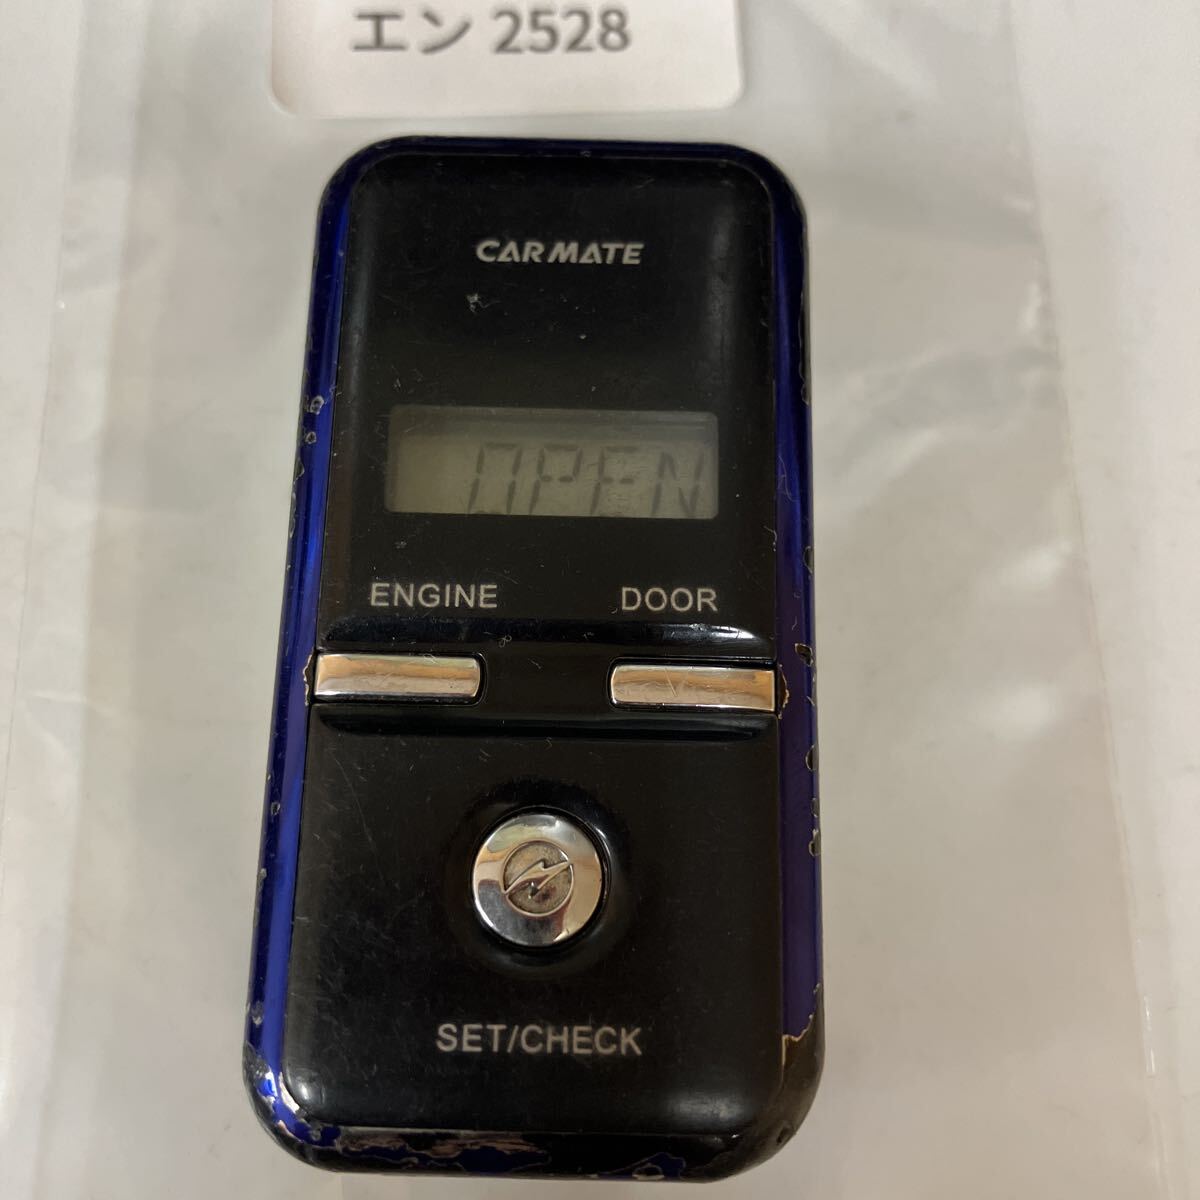 エン 2528
CARMATE
OPEN
ENGINE DOOR
SET/CHECK